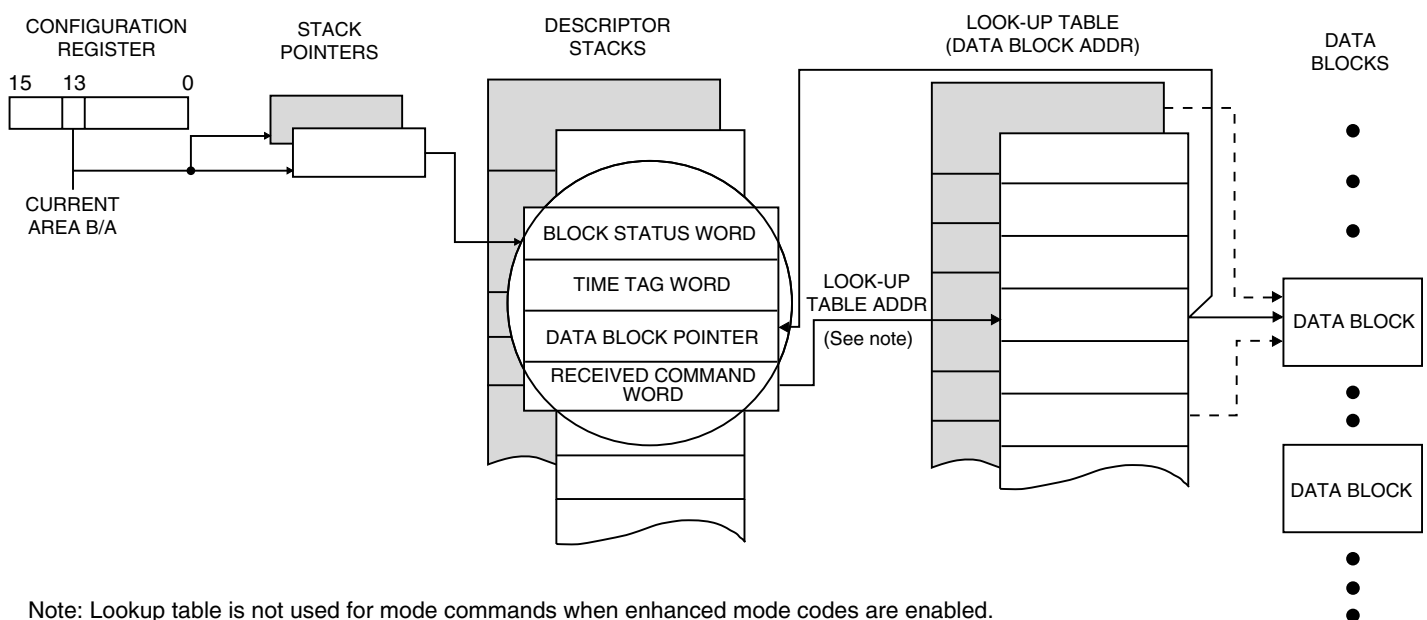 CONFIGURATION
REGISTER
15 13 0
CURRENT
AREA B/A
STACK
POINTERS
DESCRIPTOR
STACKS
BLOCK STATUS WORD
TIME TAG WORD
DATA BLOCK POINTER
RECEIVED COMMAND
WORD
LOOK-UP
TABLE ADDR
(See note)
LOOK-UP TABLE
(DATA BLOCK ADDR)
DATA
BLOCKS
DATA BLOCK
DATA BLOCK
Note: Lookup table is not used for mode commands when enhanced mode codes are enabled.